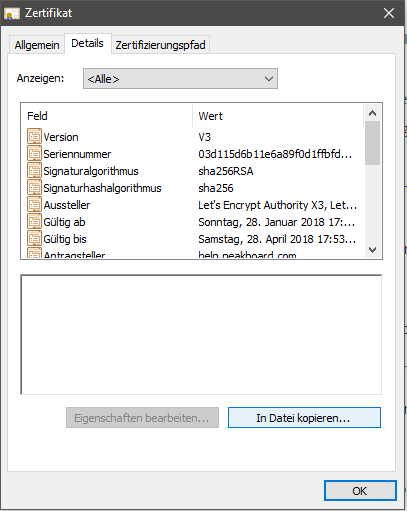 Zertifikat
Allgemein Details Zertifizierungspfad
Anzeigen: <Alle>
Feld Wert
Version V3
Seriennummer 03d115d6b11e6a89f0d1ffbfd...
Signaturalgorithmus sha256RSA
Signaturhashalgorithmus sha256
Aussteller Let's Encrypt Authority X3, Let...
Gültig ab Sonntag, 28. Januar 2018 17:...
Gültig bis Samstag, 28. April 2018 17:53...
Antragsteller help.peakboard.com
Eigenschaften bearbeiten... In Datei kopieren...
OK